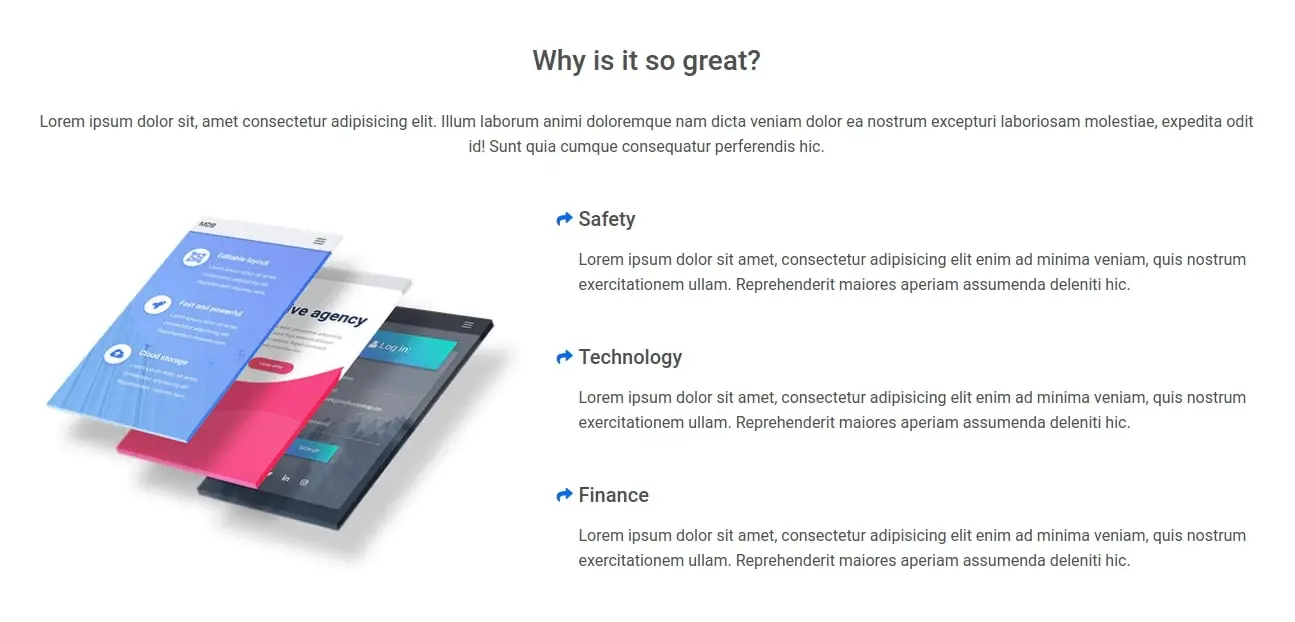 Why is it so great?
Lorem ipsum dolor sit, amet consectetur adipisicing elit. Illum laborum animi doloremque nam dicta veniam dolor ea nostrum excepturi laboriosam molestiae, expedita odit
id! Sunt quia cumque consequatur perferendis hic.
MDB
Editable layout
Fast and powerful
Cloud storage
ive agency
Log in:
SIGN UP
in
Safety
Lorem ipsum dolor sit amet, consectetur adipisicing elit enim ad minima veniam, quis nostrum
exercitationem ullam. Reprehenderit maiores aperiam assumenda deleniti hic.
Technology
Lorem ipsum dolor sit amet, consectetur adipisicing elit enim ad minima veniam, quis nostrum
exercitationem ullam. Reprehenderit maiores aperiam assumenda deleniti hic.
Finance
Lorem ipsum dolor sit amet, consectetur adipisicing elit enim ad minima veniam, quis nostrum
exercitationem ullam. Reprehenderit maiores aperiam assumenda deleniti hic.